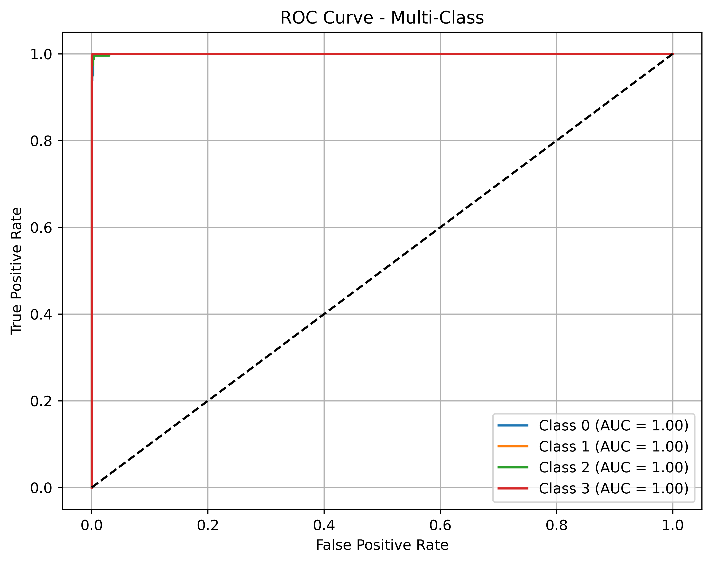 ROC Curve - Multi-Class
True Positive Rate
1.0
0.8
0.6
0.4
0.2
0.0
Class 0 (AUC = 1.00)
Class 1 (AUC = 1.00)
Class 2 (AUC = 1.00)
Class 3 (AUC = 1.00)
0.0 0.2 0.4 0.6 0.8 1.0
False Positive Rate